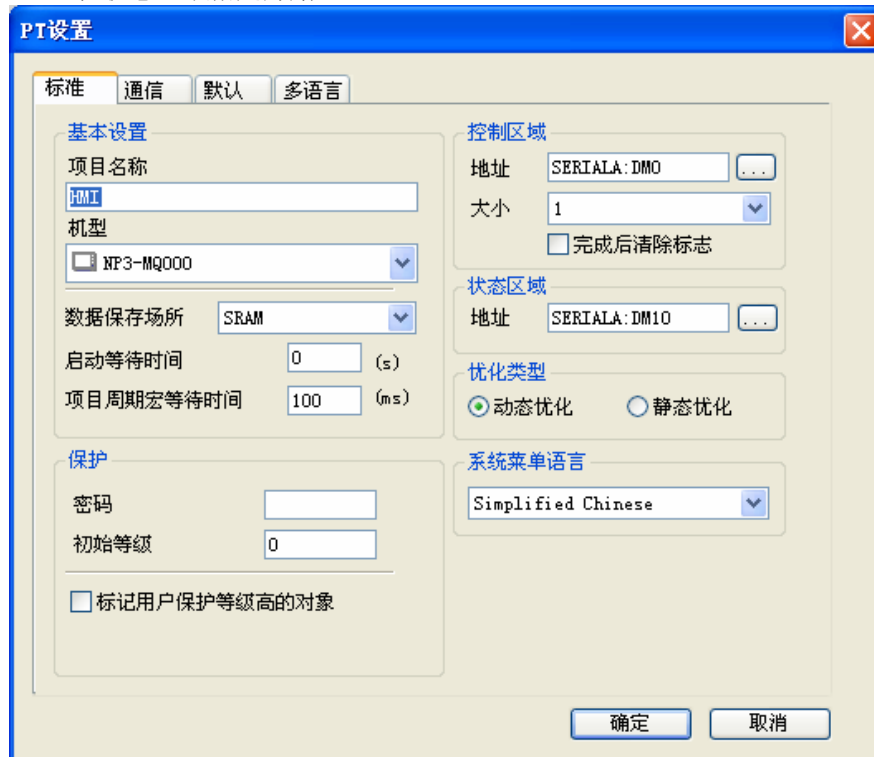 PT设置
标准 通信 默认 多语言
基本设置
项目名称
HMI
机型
NP3-MQ000
数据保存场所 SRAM
启动等待时间 0 (s)
项目周期宏等待时间 100 (ms)
保护
密码
初始等级 0
标记用户保护等级高的对象
控制区域
地址 SERIALA:DM0 ...
大小 1
完成后清除标志
状态区域
地址 SERIALA:DM10 ...
优化类型
动态优化 静态优化
系统菜单语言
Simplified Chinese
确定 取消